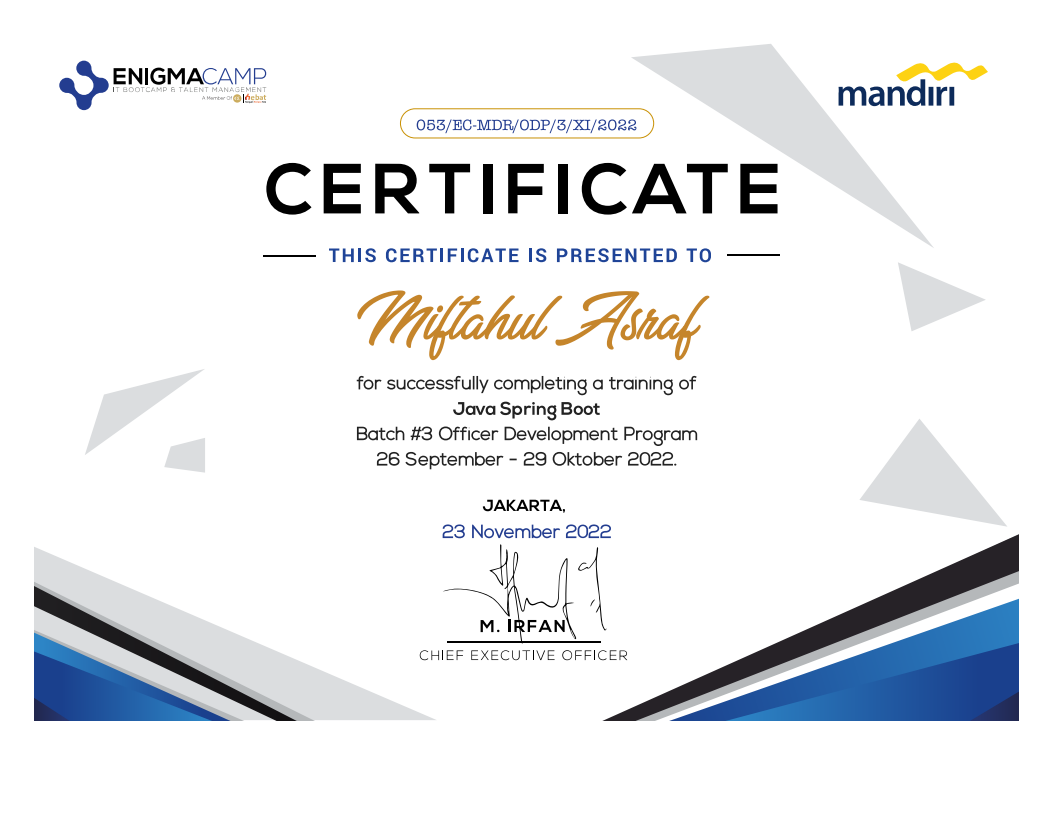 ENIGMACAMP
IT BOOTCAMP & TALENT MANAGEMENT
A Member Of
mandiri
053/EC-MDR/ODP/3/XI/2022
CERTIFICATE
THIS CERTIFICATE IS PRESENTED TO
Miftahul Asraf
for successfully completing a training of
Java Spring Boot
Batch #3 Officer Development Program
26 September - 29 Oktober 2022.
JAKARTA,
23 November 2022
M. IRFAN
CHIEF EXECUTIVE OFFICER